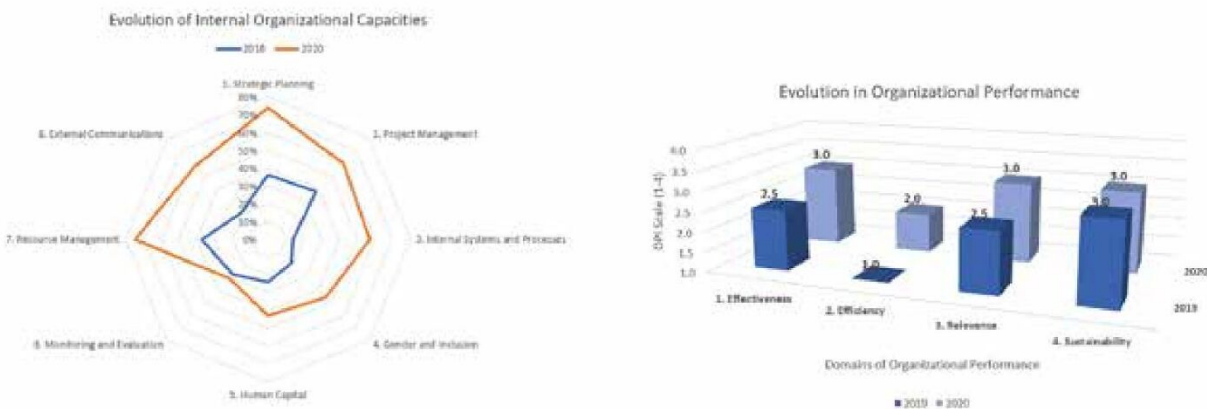 Evolution of Internal Organizational Capacities
2018 2020
1. Strategic Planning
80%
70%
60%
50%
40%
30%
20%
10%
0%
8. External Communications
2. Project Management
7. Resource Management
3. Internal Systems and Processes
6. Monitoring and Evaluation
4. Gender and Inclusion
5. Human Capital
Evolution in Organizational Performance
OPI Scale (1-4)
4.0
3.5
3.0
2.5
2.0
1.5
1.0
2.5
3.0
1.0
2.0
2.5
3.0
3.0
3.0
1. Effectiveness
2. Efficiency
3. Relevance
4. Sustainability
2020
2019
Domains of Organizational Performance
2019 2020